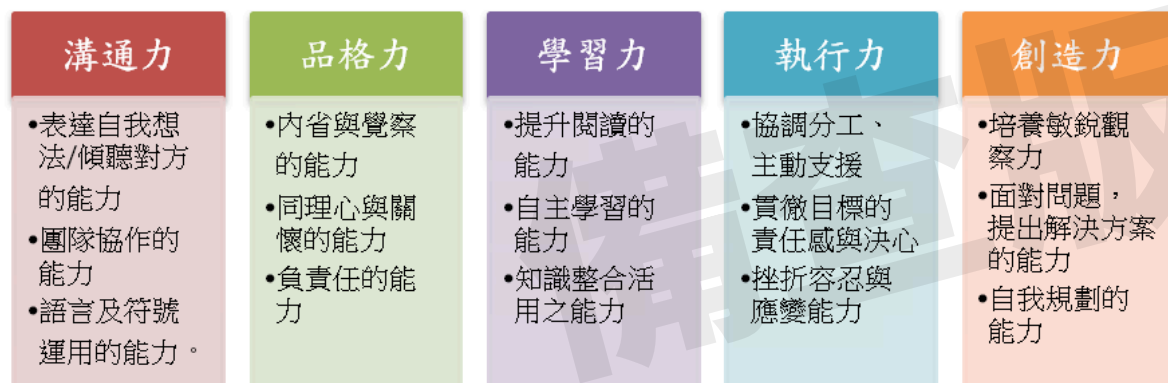 溝通力
•表達自我想
法/傾聽對方
的能力
•團隊協作的
能力
•語言及符號
運用的能力。
品格力
•內省與覺察
的能力
•同理心與關
懷的能力
•負責任的能
力
學習力
•提升閱讀的
能力
•自主學習的
能力
•知識整合活
用之能力
執行力
•協調分工、
主動支援
•貫徹目標的
責任感與決心
•挫折容忍與
應變能力
創造力
•培養敏銳觀
察力
•面對問題，
提出解決方案
的能力
•自我規劃的
能力
備查版